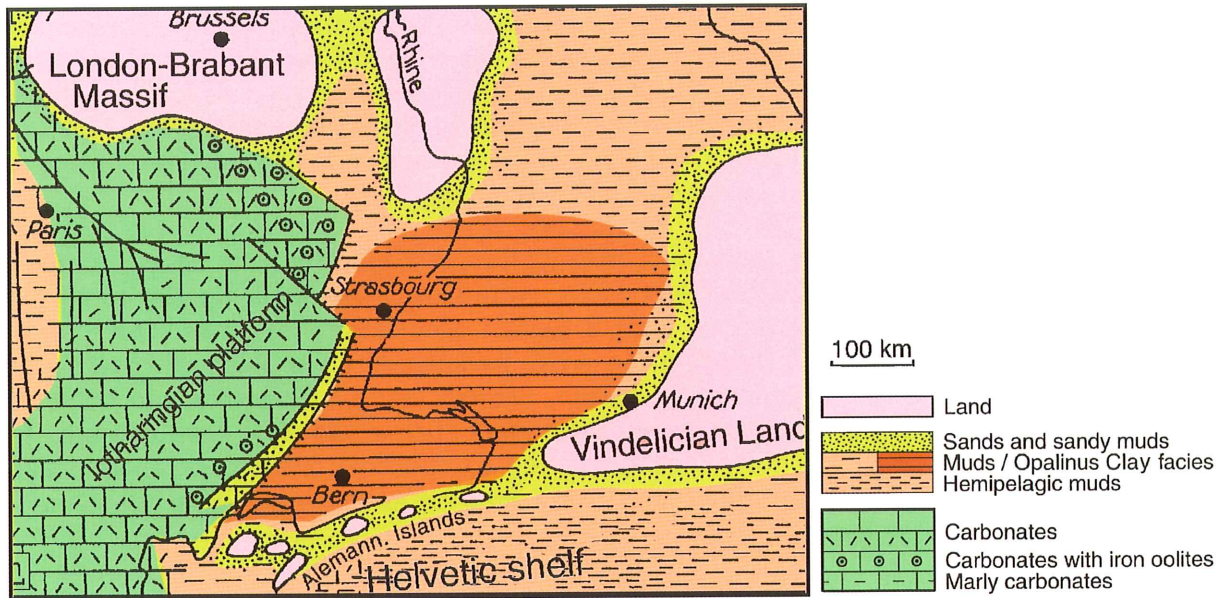 Brussels
London-Brabant
Massif
Rhine
Paris
Strasbourg
lotharingian platform
Munich
Vindelician Land
Bern
Alemann. Islands
Helvetic shelf
100 km
Land
Sands and sandy muds
Muds / Opalinus Clay facies
Hemipelagic muds
Carbonates
Carbonates with iron oolites
Marly carbonates